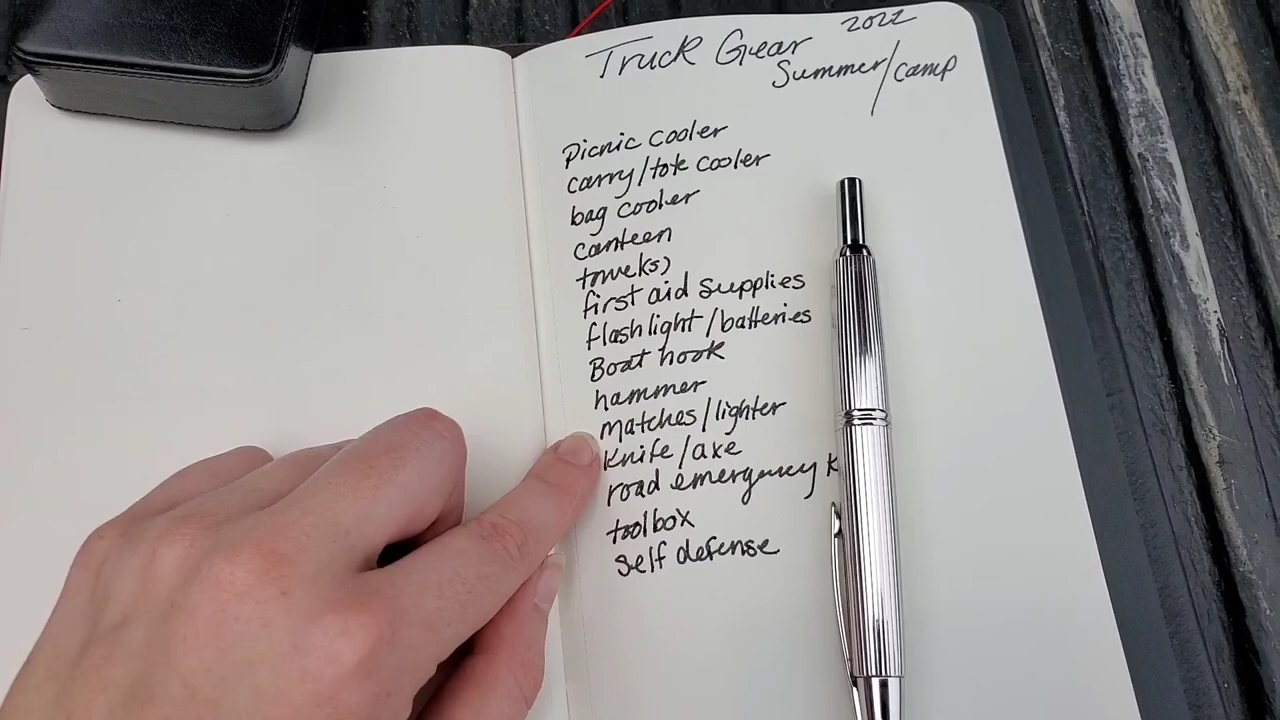 Truck Gear 2022
Summer/camp
Picnic cooler
carry/tote cooler
bag cooler
canteen
towel(s)
first aid supplies
flashlight/batteries
Boat hook
hammer
matches/lighter
knife/axe
road emergency k
toolbox
self defense